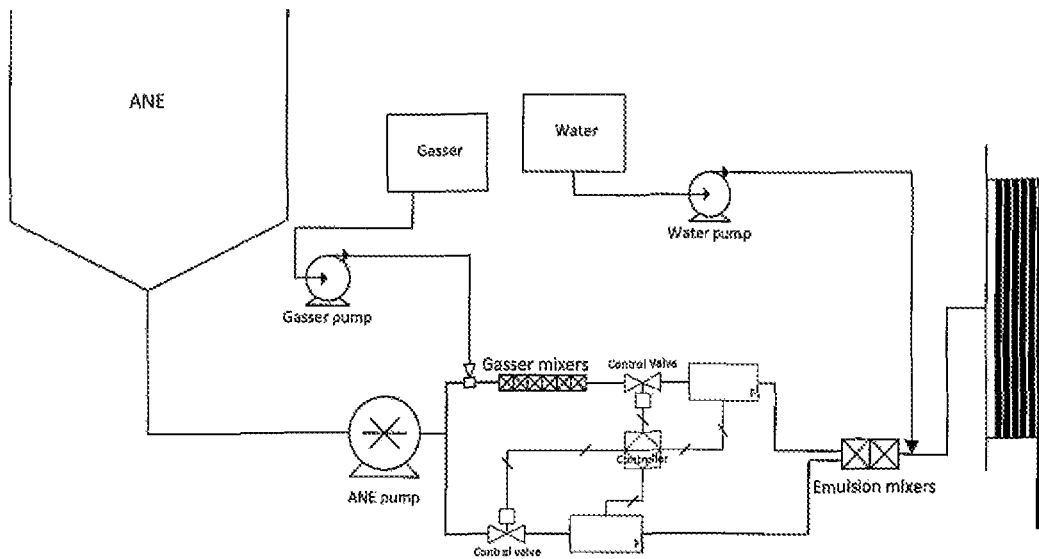 ANE
Gasser
Water
Water pump
Gasser pump
Gasser mixers
Control Valve
Controller
ANE pump
Emulsion mixers
Control valve